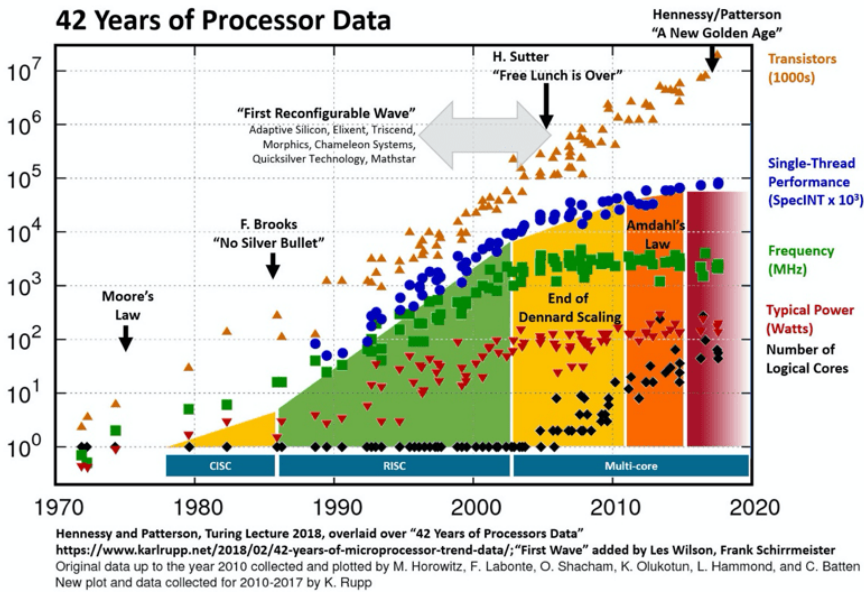 42 Years of Processor Data
Hennessy/Patterson
“A New Golden Age”
H. Sutter
“Free Lunch is Over”
“First Reconfigurable Wave”
Adaptive Silicon, Elixent, Triscend,
Morphics, Chameleon Systems,
Quicksilver Technology, Mathstar
F. Brooks
“No Silver Bullet”
Moore’s
Law
Amdahl’s
Law
End of
Dennard Scaling
Transistors
(1000s)
Single-Thread
Performance
(SpecINT x 10³)
Frequency
(MHz)
Typical Power
(Watts)
Number of
Logical Cores
10⁷
10⁶
10⁵
10⁴
10³
10²
10¹
10⁰
CISC
RISC
Multi-core
1970
1980
1990
2000
2010
2020
Hennessy and Patterson, Turing Lecture 2018, overlaid over “42 Years of Processors Data”
https://www.karlrupp.net/2018/02/42-years-of-microprocessor-trend-data/;“First Wave” added by Les Wilson, Frank Schirrmeister
Original data up to the year 2010 collected and plotted by M. Horowitz, F. Labonte, O. Shacham, K. Olukotun, L. Hammond, and C. Batten
New plot and data collected for 2010-2017 by K. Rupp